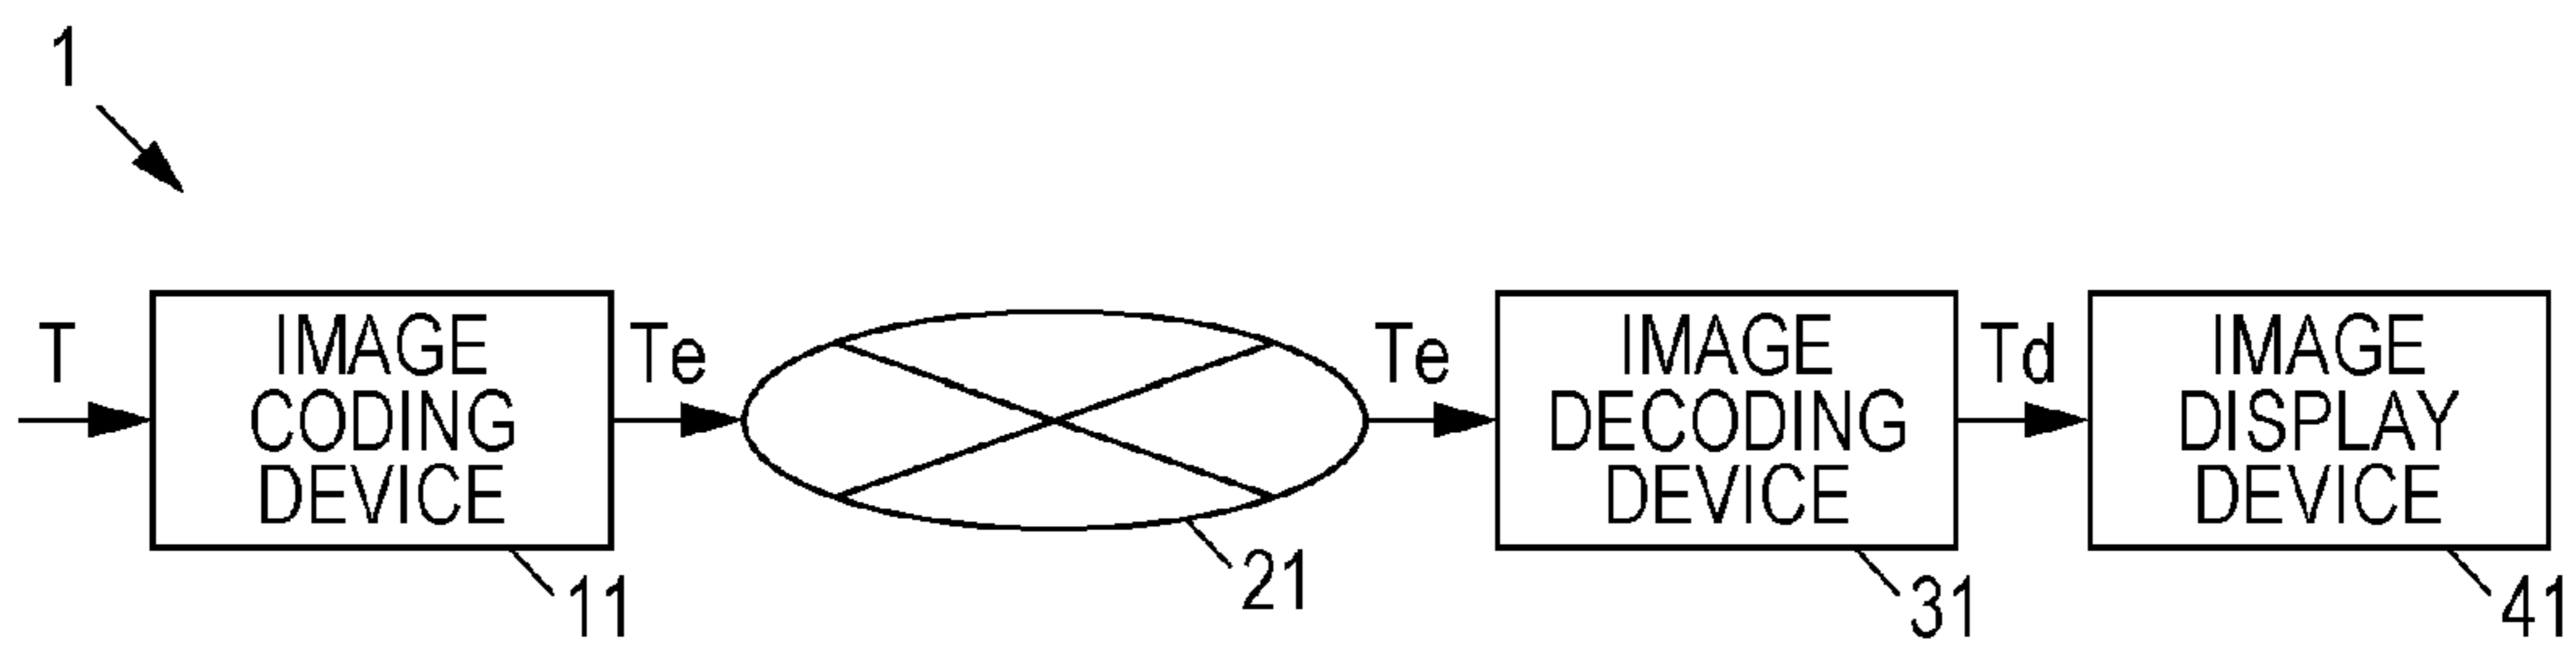 1
T
IMAGE
CODING
DEVICE
11
Te
21
Te
IMAGE
DECODING
DEVICE
31
Td
IMAGE
DISPLAY
DEVICE
41